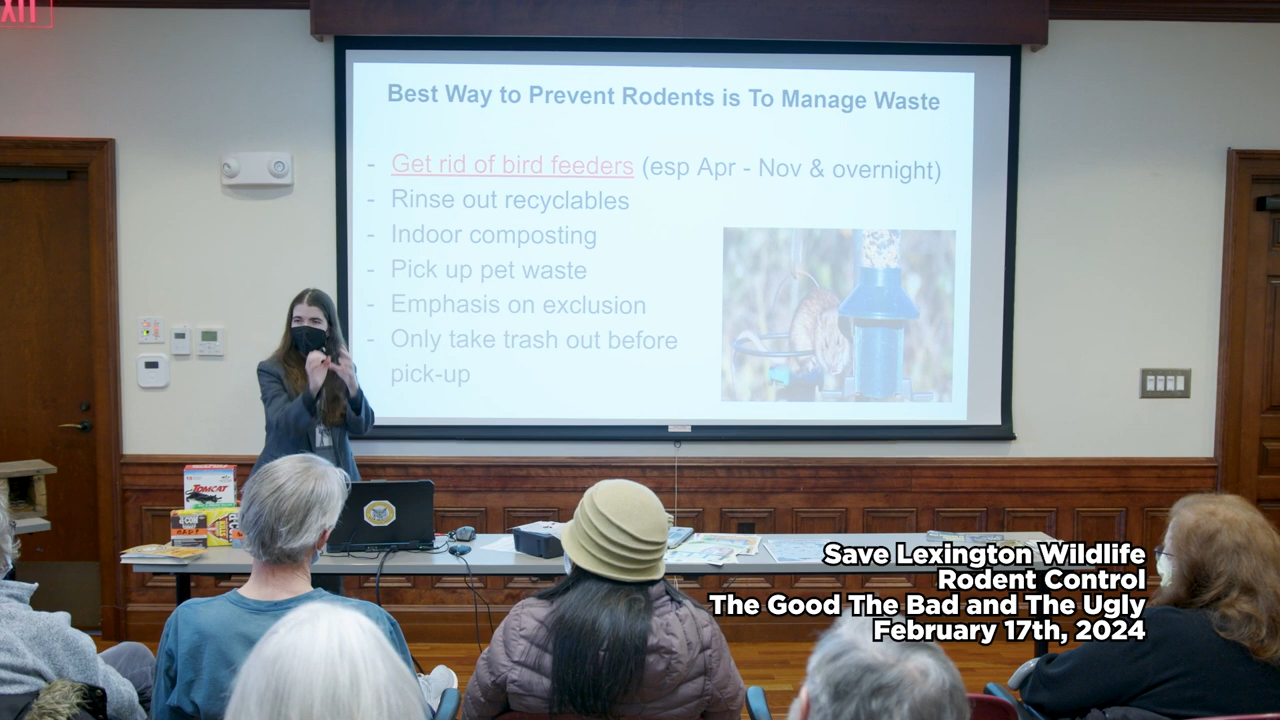 EXIT
Best Way to Prevent Rodents is To Manage Waste
- Get rid of bird feeders (esp Apr - Nov & overnight)
- Rinse out recyclables
- Indoor composting
- Pick up pet waste
- Emphasis on exclusion
- Only take trash out before
pick-up
TOMCAT
d-CON
Save Lexington Wildlife
Rodent Control
The Good The Bad and The Ugly
February 17th, 2024